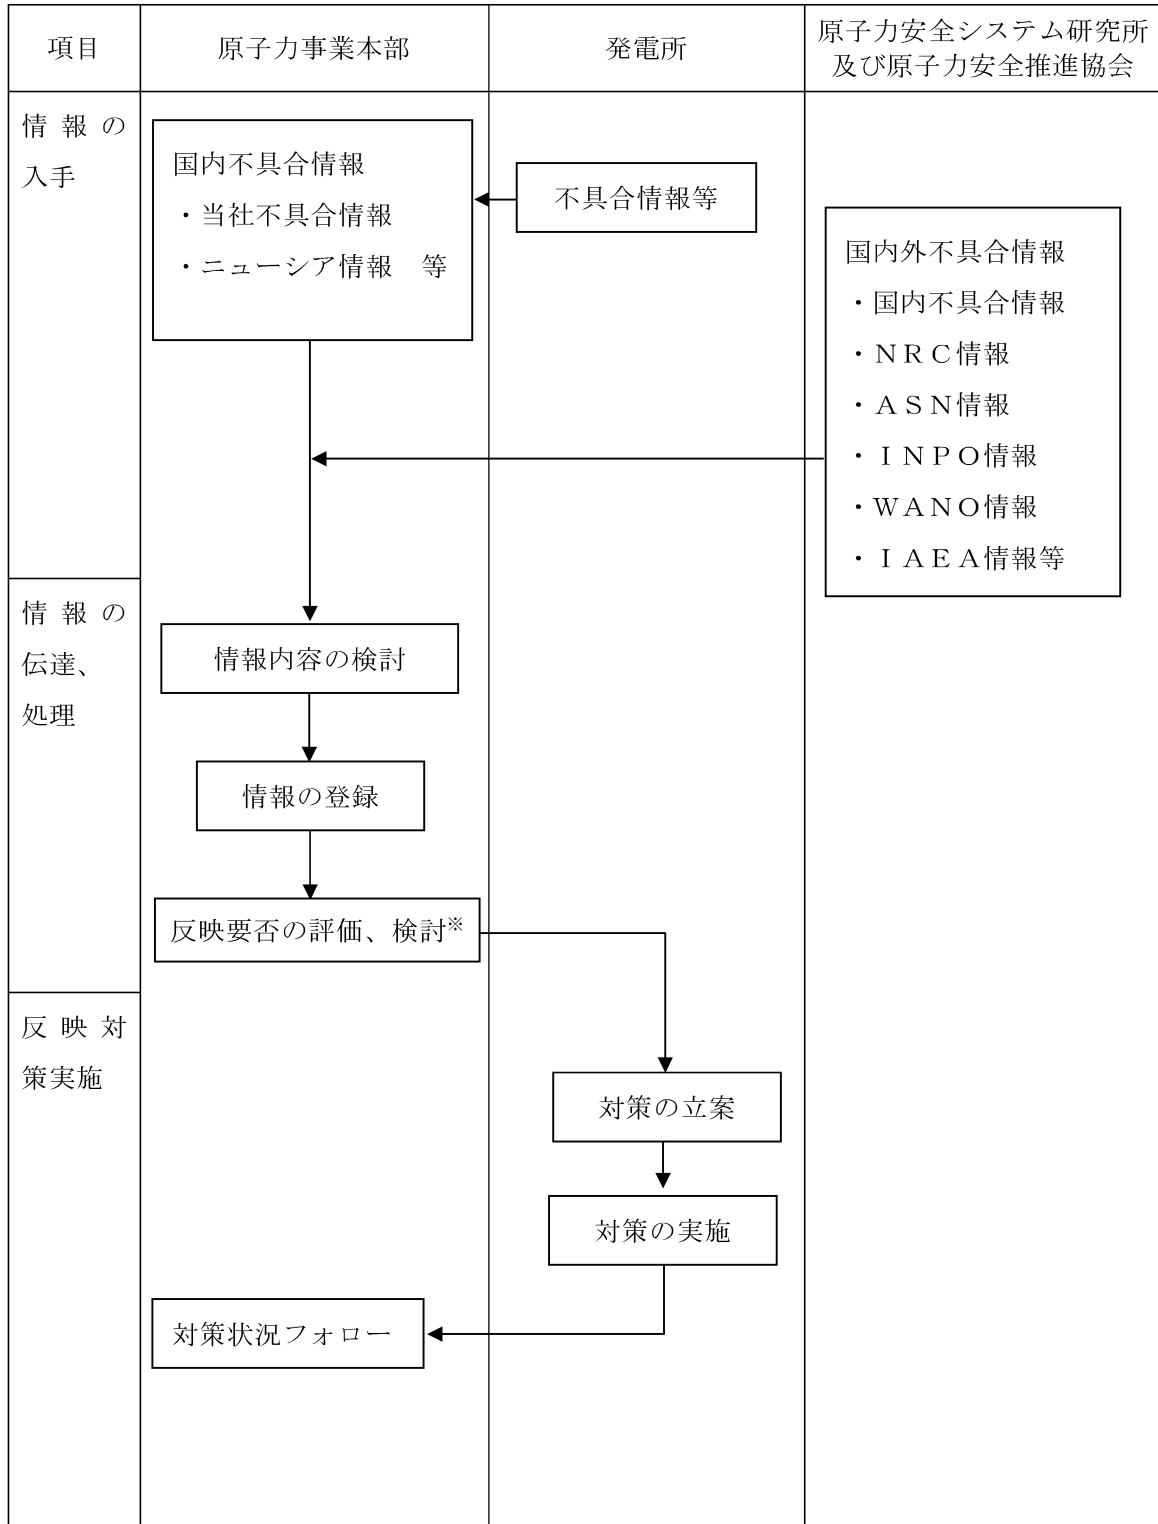 項目
原子力事業本部
発電所
原子力安全システム研究所
及び原子力安全推進協会
情報の
入手
国内不具合情報
・当社不具合情報
・ニューシア情報　等
不具合情報等
国内外不具合情報
・国内不具合情報
・ＮＲＣ情報
・ＡＳＮ情報
・ＩＮＰＯ情報
・ＷＡＮＯ情報
・ＩＡＥＡ情報等
情報の
伝達、
処理
情報内容の検討
情報の登録
反映要否の評価、検討※
反映対
策実施
対策の立案
対策の実施
対策状況フォロー